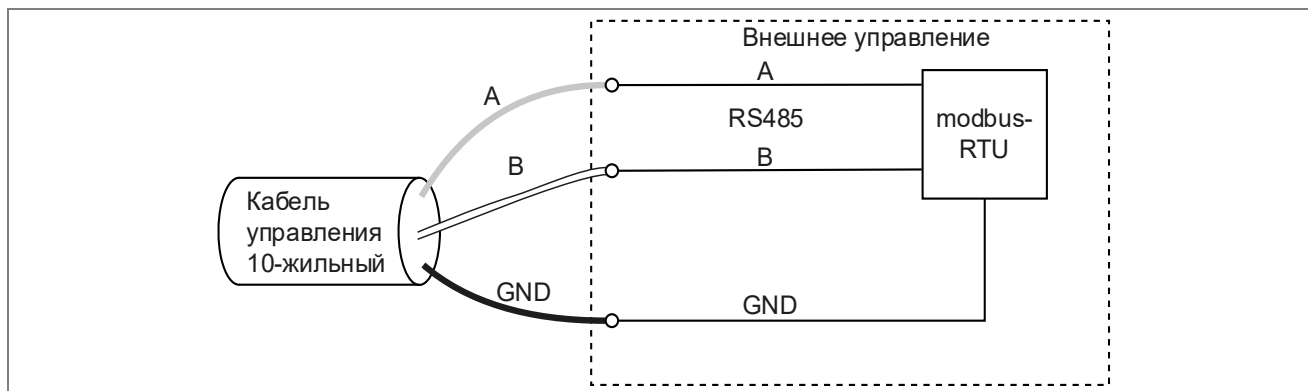 Внешнее управление
A
A
RS485
modbus-
RTU
B
B
Кабель
управления
10-жильный
GND
GND